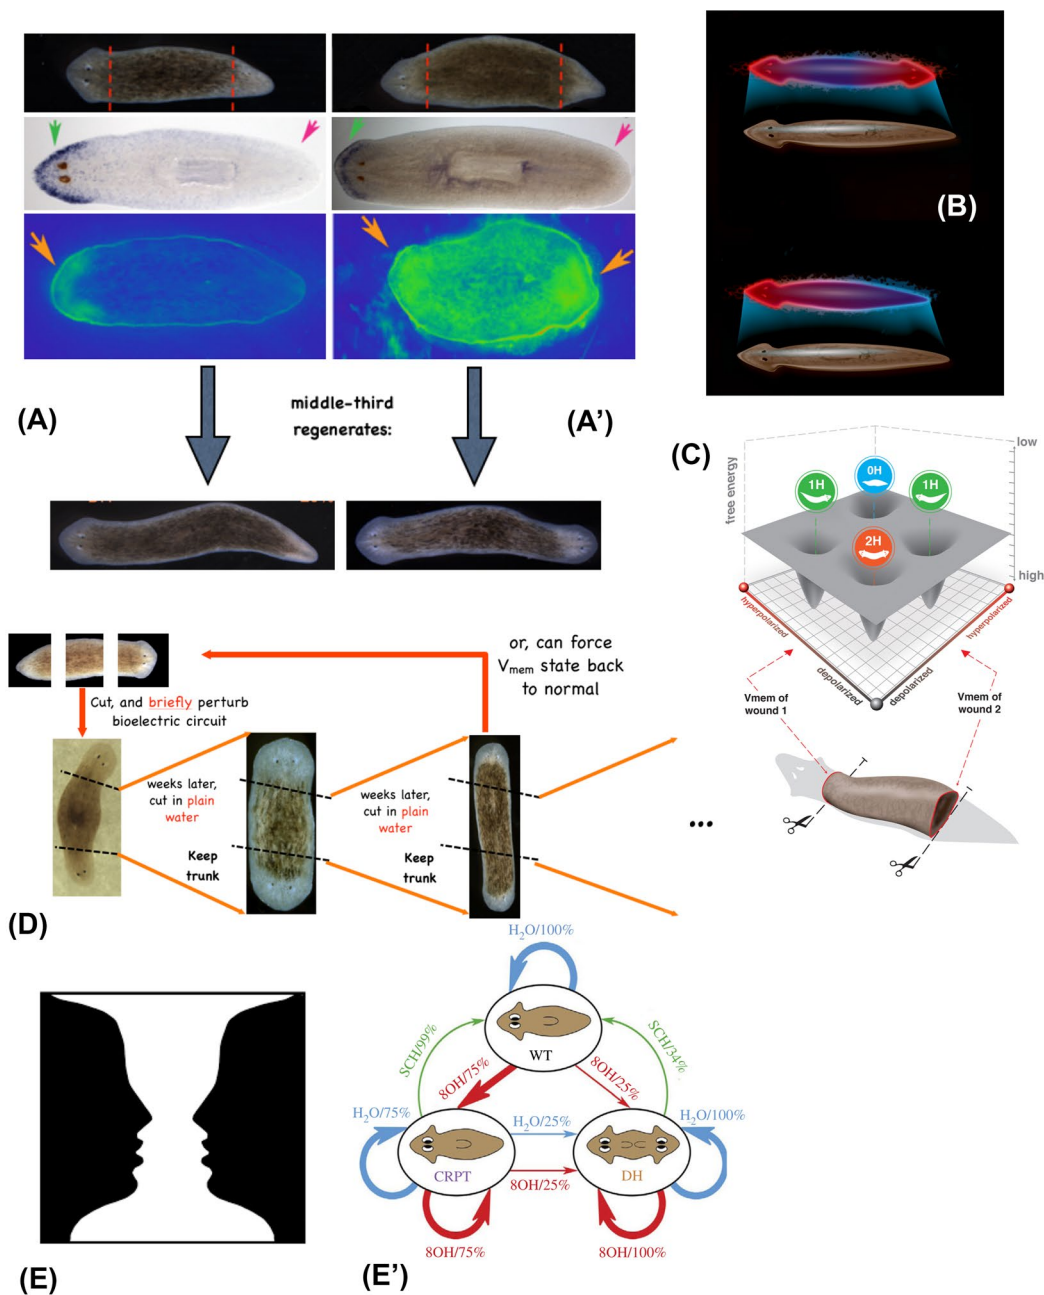 (A)
(A')
(B)
middle-third
regenerates:
(C)
free energy
low
high
1H
0H
1H
2H
hyperpolarized
hyperpolarized
depolarized
depolarized
Vmem of
wound 1
Vmem of
wound 2
or, can force
Vmem state back
to normal
Cut, and briefly perturb
bioelectric circuit
weeks later,
cut in plain
water
Keep
trunk
weeks later,
cut in plain
water
Keep
trunk
...
(D)
H2O/100%
WT
SCH/99%
SCH/34%
8OH/75%
8OH/25%
H2O/75%
H2O/25%
H2O/100%
CRPT
DH
8OH/25%
8OH/75%
8OH/100%
(E)
(E')